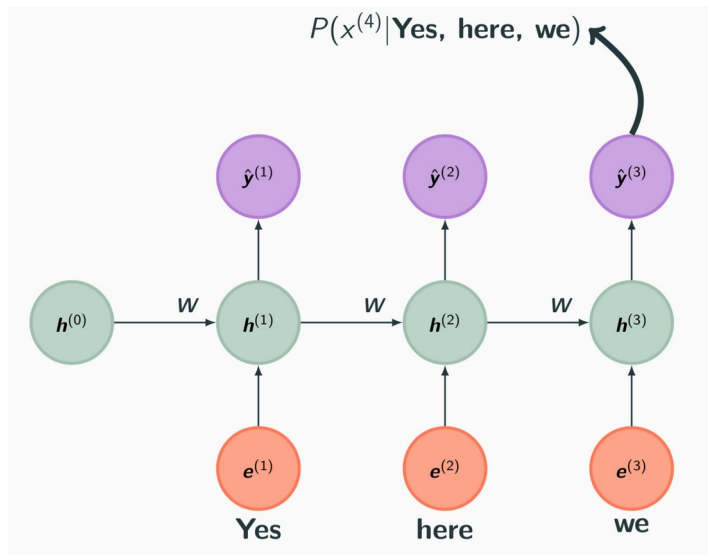 P(x^(4)|Yes, here, we)
ŷ^(1) ŷ^(2) ŷ^(3)
W W W
h^(0) h^(1) h^(2) h^(3)
e^(1) e^(2) e^(3)
Yes here we